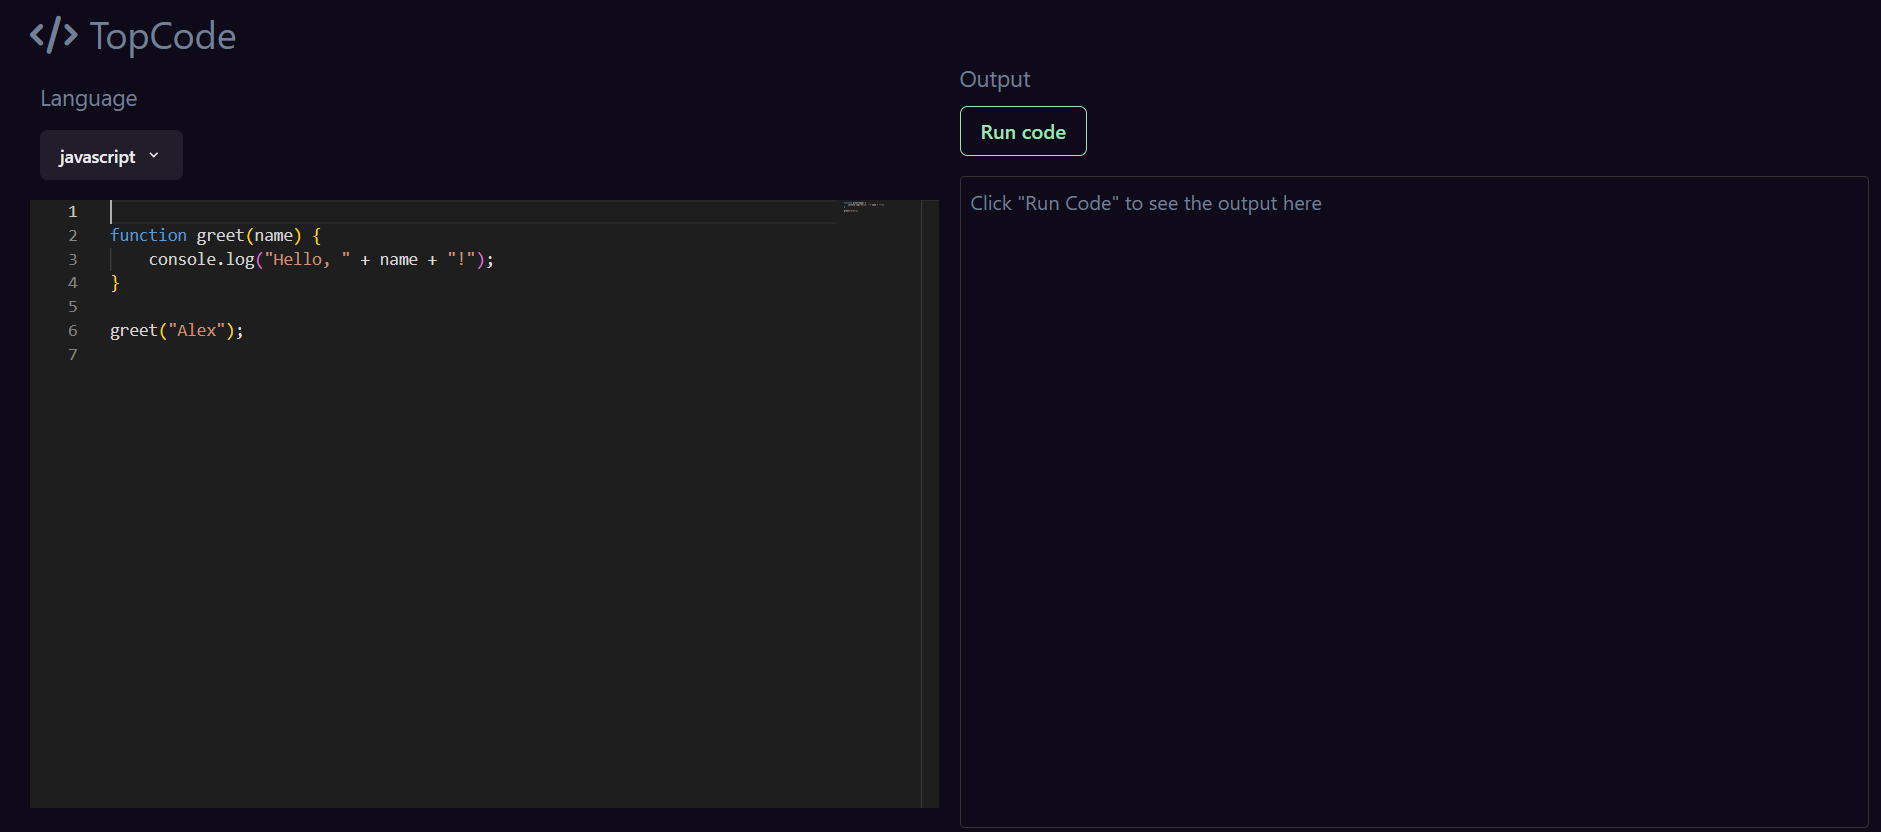 </> TopCode
Language
javascript
1
2 function greet(name) {
3     console.log("Hello, " + name + "!");
4 }
5
6 greet("Alex");
7
Output
Run code
Click "Run Code" to see the output here